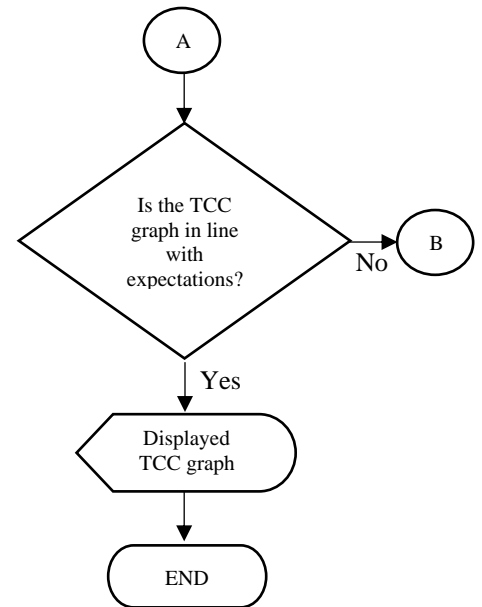 A
Is the TCC
graph in line
with
expectations?
No
B
Yes
Displayed
TCC graph
END